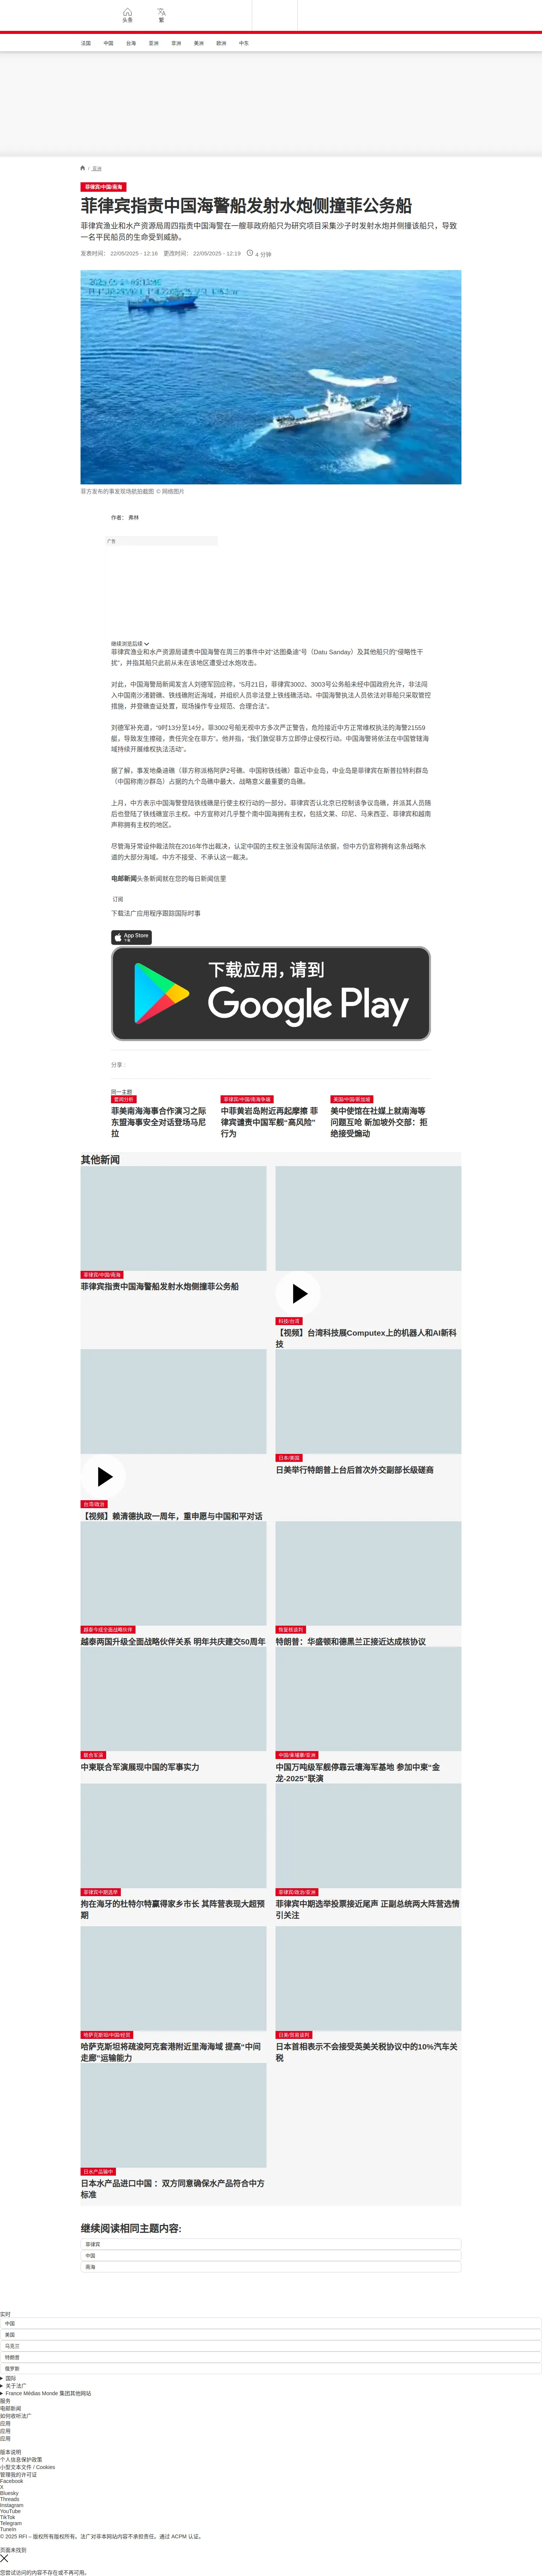 头条
繁
法国 中国 台海 亚洲 非洲 美洲 欧洲 中东
/ 亚洲
菲律宾/中国/南海
菲律宾指责中国海警船发射水炮侧撞菲公务船
菲律宾渔业和水产资源局周四指责中国海警在一艘菲政府船只为研究项目采集沙子时发射水炮并侧撞该船只，导致
一名平民船员的生命受到威胁。
发表时间： 22/05/2025 - 12:16 更改时间： 22/05/2025 - 12:19 4 分钟
菲方发布的事发现场航拍截图 © 网络图片
作者： 弗林
广告
继续浏览后续
菲律宾渔业和水产资源局谴责中国海警在周三的事件中对“达图桑迪”号（Datu Sanday）及其他船只的“侵略性干
扰”，并指其船只此前从未在该地区遭受过水炮攻击。
对此，中国海警局新闻发言人刘德军回应称，“5月21日，菲律宾3002、3003号公务船未经中国政府允许，非法闯
入中国南沙渚碧礁、铁线礁附近海域，并组织人员非法登上铁线礁活动。中国海警执法人员依法对菲船只采取管控
措施，并登礁查证处置，现场操作专业规范、合理合法”。
刘德军补充道，“9时13分至14分，菲3002号船无视中方多次严正警告，危险接近中方正常维权执法的海警21559
艇，导致发生擦碰，责任完全在菲方”。他并指，“我们敦促菲方立即停止侵权行动。中国海警将依法在中国管辖海
域持续开展维权执法活动”。
据了解，事发地桑迪礁（菲方称派格阿萨2号礁、中国称铁线礁）靠近中业岛，中业岛是菲律宾在斯普拉特利群岛
（中国称南沙群岛）占据的九个岛礁中最大、战略意义最重要的岛礁。
上月，中方表示中国海警登陆铁线礁是行使主权行动的一部分。菲律宾否认北京已控制该争议岛礁，并派其人员随
后也登陆了铁线礁宣示主权。中方宣称对几乎整个南中国海拥有主权，包括文莱、印尼、马来西亚、菲律宾和越南
声称拥有主权的地区。
尽管海牙常设仲裁法院在2016年作出裁决，认定中国的主权主张没有国际法依据，但中方仍宣称拥有这条战略水
道的大部分海域。中方不接受、不承认这一裁决。
电邮新闻头条新闻就在您的每日新闻信里
订阅
下载法广应用程序跟踪国际时事
App Store
下载
下载应用，请到
Google Play
分享 :
同一主题
要闻分析
菲美南海海事合作演习之际
东盟海事安全对话登场马尼
拉
菲律宾/中国/南海争端
中菲黄岩岛附近再起摩擦 菲
律宾谴责中国军舰“高风险”
行为
美国/中国/新加坡
美中使馆在社媒上就南海等
问题互呛 新加坡外交部：拒
绝接受煽动
其他新闻
菲律宾/中国/南海
菲律宾指责中国海警船发射水炮侧撞菲公务船
科技/台湾
【视频】台湾科技展Computex上的机器人和AI新科
技
台湾/政治
【视频】赖清德执政一周年，重申愿与中国和平对话
日本/美国
日美举行特朗普上台后首次外交副部长级磋商
越泰今成全面战略伙伴
越泰两国升级全面战略伙伴关系 明年共庆建交50周年
恢复核谈判
特朗普：华盛顿和德黑兰正接近达成核协议
联合军演
中柬联合军演展现中国的军事实力
中国/柬埔寨/亚洲
中国万吨级军舰停靠云壤海军基地 参加中柬“金
龙-2025”联演
菲律宾中期选举
拘在海牙的杜特尔特赢得家乡市长 其阵营表现大超预
期
菲律宾/政治/亚洲
菲律宾中期选举投票接近尾声 正副总统两大阵营选情
引关注
哈萨克斯坦/中国/经贸
哈萨克斯坦将疏浚阿克套港附近里海海域 提高“中间
走廊”运输能力
日美/贸易谈判
日本首相表示不会接受英美关税协议中的10%汽车关
税
日水产品输中
日本水产品进口中国 ： 双方同意确保水产品符合中方
标准
继续阅读相同主题内容:
菲律宾
中国
南海
实时
中国
美国
乌克兰
特朗普
俄罗斯
国际
关于法广
France Médias Monde 集团其他网站
服务
电邮新闻
如何收听法广
应用
应用
应用
版本说明
个人信息保护政策
小型文本文件 / Cookies
管理我的许可证
Facebook
X
Bluesky
Threads
Instagram
YouTube
TikTok
Telegram
TuneIn
© 2025 RFI – 版权所有版权所有。法广对非本网站内容不承担责任。通过 ACPM 认证。
页面未找到
您尝试访问的内容不存在或不再可用。